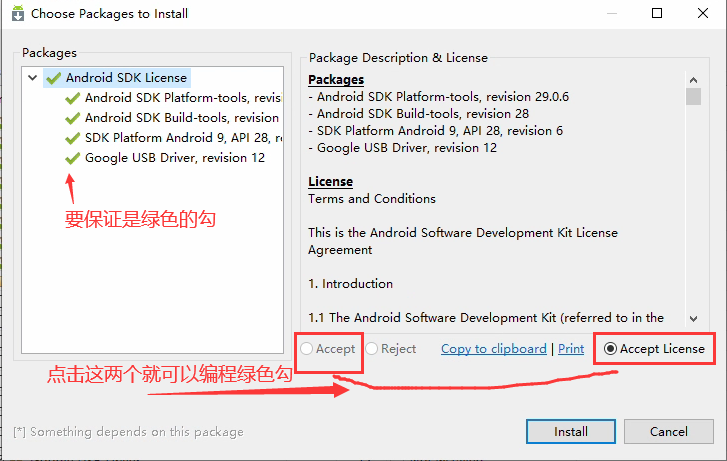 Choose Packages to Install
Packages
Android SDK License
Android SDK Platform-tools, revis
Android SDK Build-tools, revision
SDK Platform Android 9, API 28, re
Google USB Driver, revision 12
要保证是绿色的勾
Package Description & License
Packages
- Android SDK Platform-tools, revision 29.0.6
- Android SDK Build-tools, revision 28
- SDK Platform Android 9, API 28, revision 6
- Google USB Driver, revision 12
License
Terms and Conditions
This is the Android Software Development Kit License
Agreement
1. Introduction
1.1 The Android Software Development Kit (referred to in the
Accept Reject Copy to clipboard | Print Accept License
点击这两个就可以编程绿色勾
[*] Something depends on this package
Install Cancel